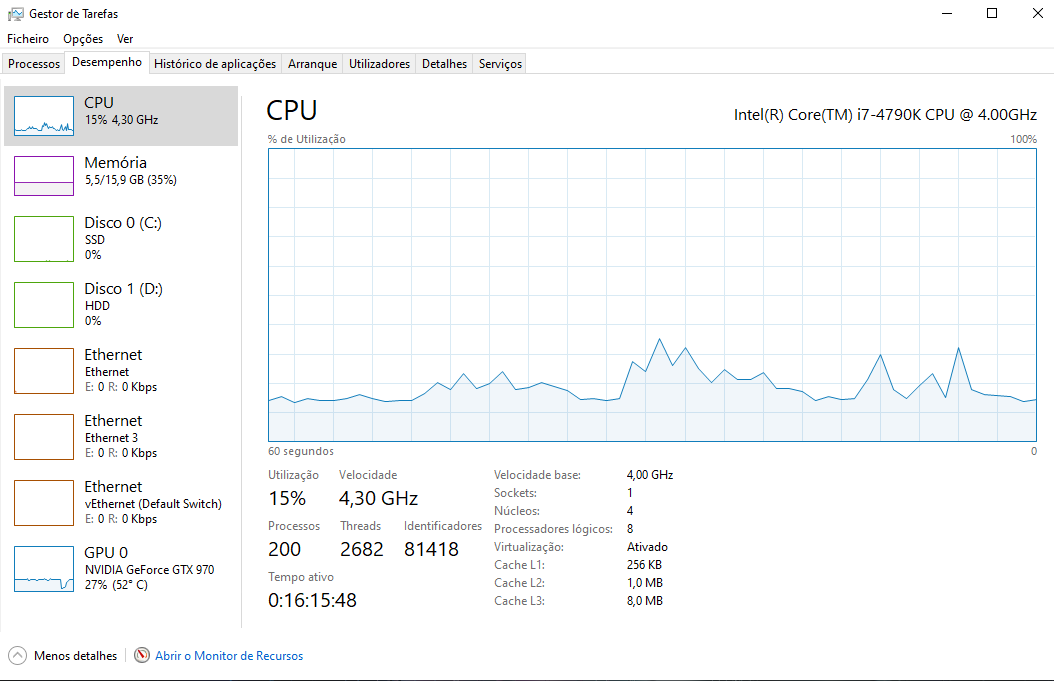 Gestor de Tarefas
Ficheiro Opções Ver
Processos Desempenho Histórico de aplicações Arranque Utilizadores Detalhes Serviços
CPU
15% 4,30 GHz
Memória
5,5/15,9 GB (35%)
Disco 0 (C:)
SSD
0%
Disco 1 (D:)
HDD
0%
Ethernet
Ethernet
E: 0 R: 0 Kbps
Ethernet
Ethernet 3
E: 0 R: 0 Kbps
Ethernet
vEthernet (Default Switch)
E: 0 R: 0 Kbps
GPU 0
NVIDIA GeForce GTX 970
27% (52° C)
CPU
Intel(R) Core(TM) i7-4790K CPU @ 4.00GHz
% de Utilização 100%
60 segundos 0
Utilização Velocidade
15% 4,30 GHz
Processos Threads Identificadores
200 2682 81418
Tempo ativo
0:16:15:48
Velocidade base: 4,00 GHz
Sockets: 1
Núcleos: 4
Processadores lógicos: 8
Virtualização: Ativado
Cache L1: 256 KB
Cache L2: 1,0 MB
Cache L3: 8,0 MB
Menos detalhes Abrir o Monitor de Recursos